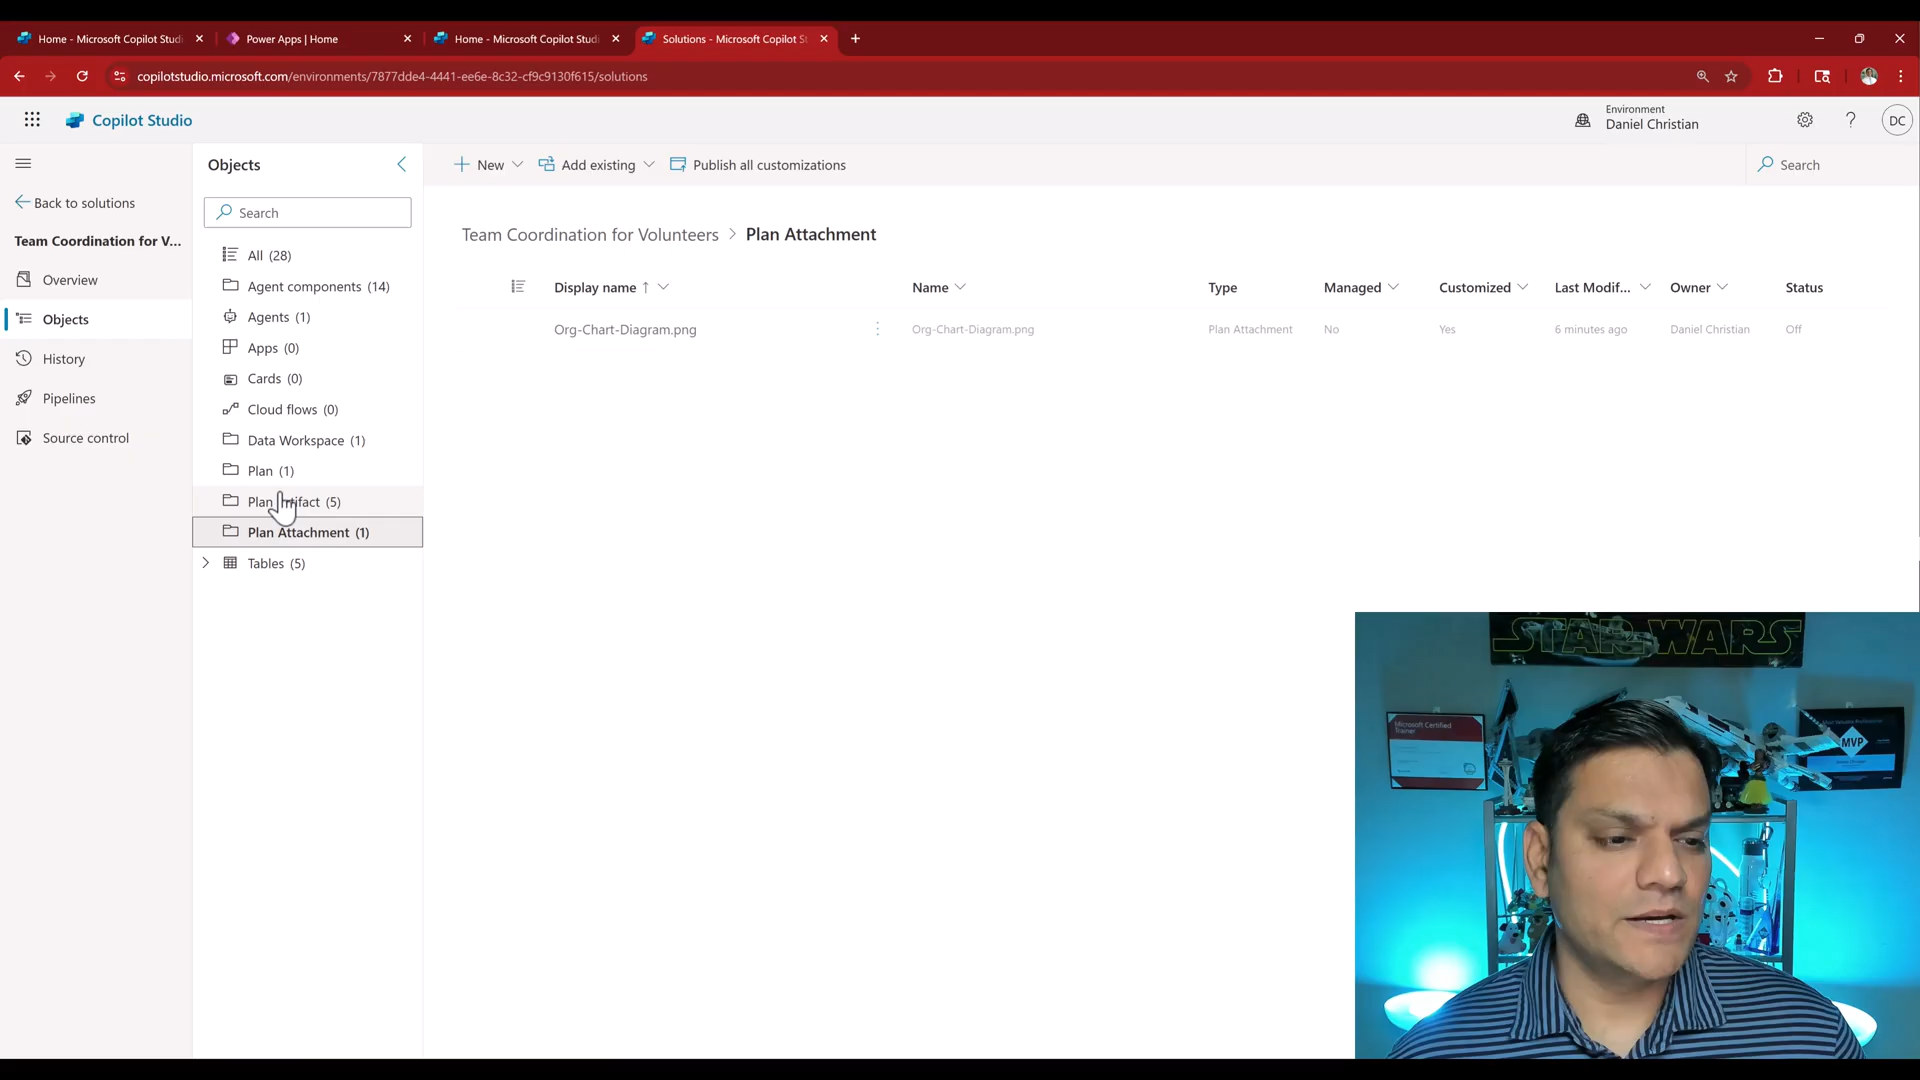 Home - Microsoft Copilot Studi
Power Apps | Home
Home - Microsoft Copilot Studi
Solutions - Microsoft Copilot St
copilotstudio.microsoft.com/environments/7877dde4-4441-ee6e-8c32-cf9c9130f615/solutions
Copilot Studio
Environment
Daniel Christian
DC
Back to solutions
Team Coordination for V...
Overview
Objects
History
Pipelines
Source control
Objects
Search
All (28)
Agent components (14)
Agents (1)
Apps (0)
Cards (0)
Cloud flows (0)
Data Workspace (1)
Plan (1)
Plan Artifact (5)
Plan Attachment (1)
Tables (5)
New
Add existing
Publish all customizations
Search
Team Coordination for Volunteers > Plan Attachment
Display name ↑ Name Type Managed Customized Last Modif... Owner Status
Org-Chart-Diagram.png Org-Chart-Diagram.png Plan Attachment No Yes 6 minutes ago Daniel Christian Off
STAR WARS
Microsoft Certified
Trainer
MVP